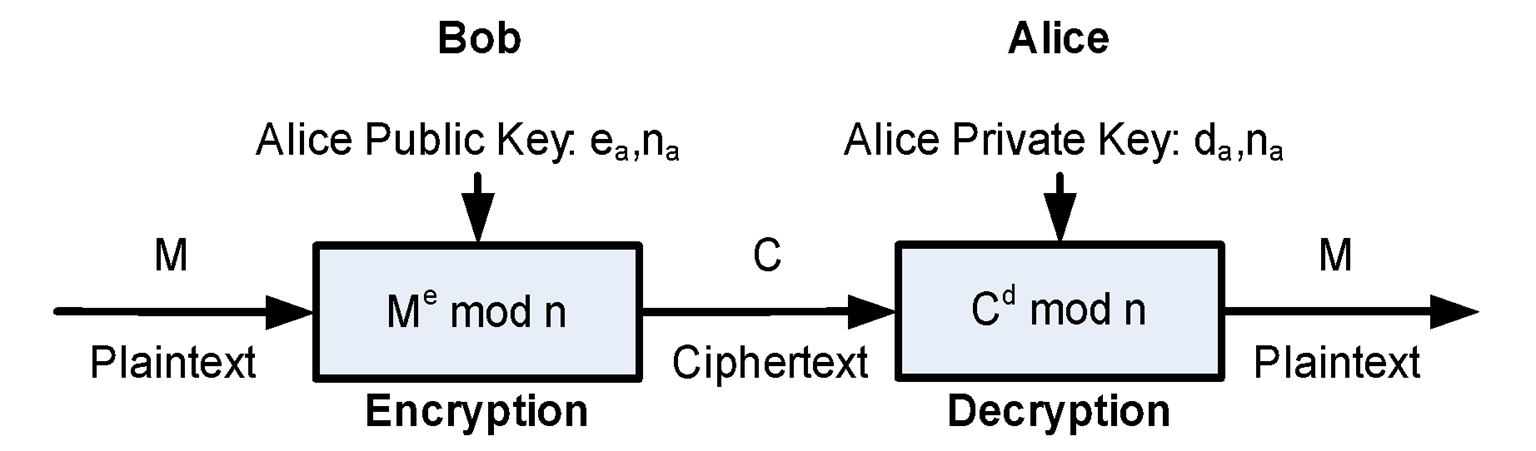 Bob
Alice
Alice Public Key: eₐ,nₐ
Alice Private Key: dₐ,nₐ
M
C
M
Mᵉ mod n
Cᵈ mod n
Plaintext
Ciphertext
Plaintext
Encryption
Decryption